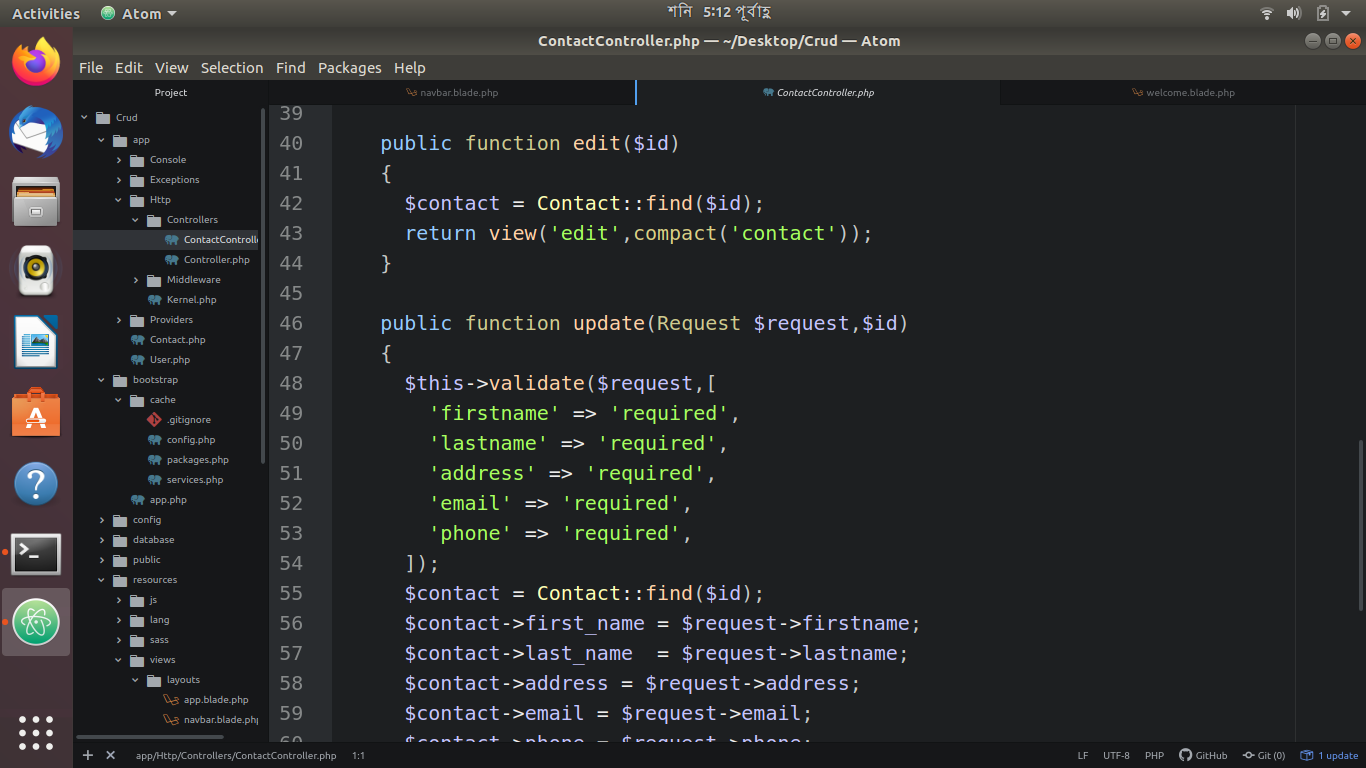 Activities
Atom
শনি 5:12 পূর্বাহ্ণ
ContactController.php — ~/Desktop/Crud — Atom
File Edit View Selection Find Packages Help
Project
navbar.blade.php
ContactController.php
welcome.blade.php
Crud
app
Console
Exceptions
Http
Controllers
ContactControlle
Controller.php
Middleware
Kernel.php
Providers
Contact.php
User.php
bootstrap
cache
.gitignore
config.php
packages.php
services.php
app.php
config
database
public
resources
js
lang
sass
views
layouts
app.blade.php
navbar.blade.php
39
40 public function edit($id)
41 {
42 $contact = Contact::find($id);
43 return view('edit',compact('contact'));
44 }
45
46 public function update(Request $request,$id)
47 {
48 $this->validate($request,[
49 'firstname' => 'required',
50 'lastname' => 'required',
51 'address' => 'required',
52 'email' => 'required',
53 'phone' => 'required',
54 ]);
55 $contact = Contact::find($id);
56 $contact->first_name = $request->firstname;
57 $contact->last_name  = $request->lastname;
58 $contact->address = $request->address;
59 $contact->email = $request->email;
60 $contact->phone = $request->phone;
app/Http/Controllers/ContactController.php 1:1
LF UTF-8 PHP GitHub Git (0) 1 update